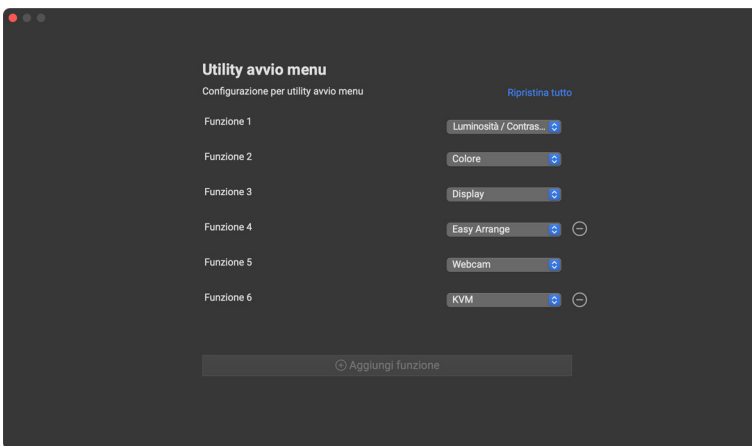 Utility avvio menu
Configurazione per utility avvio menu
Ripristina tutto
Funzione 1
Luminosità / Contras...
Funzione 2
Colore
Funzione 3
Display
Funzione 4
Easy Arrange
Funzione 5
Webcam
Funzione 6
KVM
Aggiungi funzione